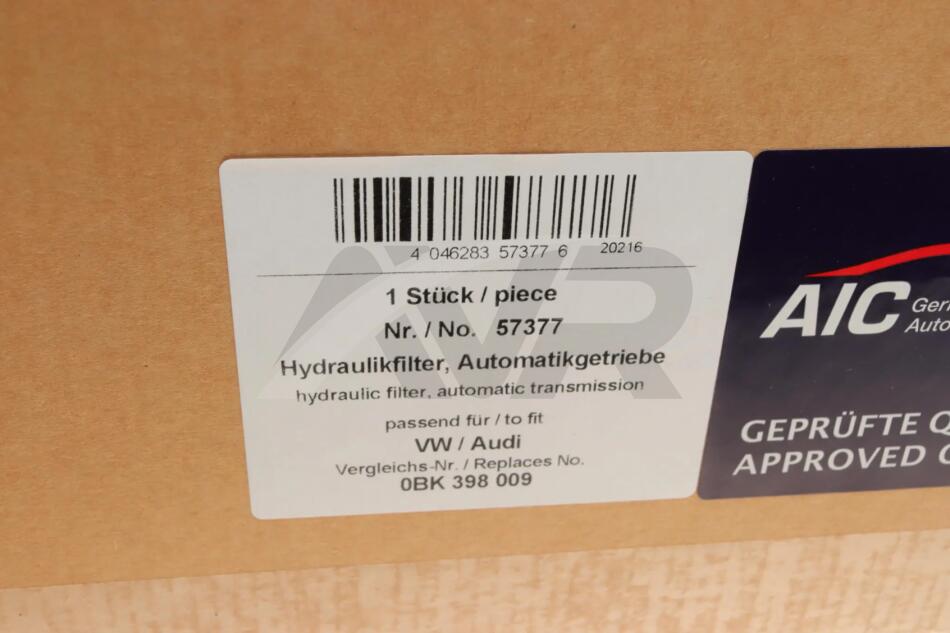 4 046283 57377 6 20216
1 Stück / piece
Nr. / No. 57377
Hydraulikfilter, Automatikgetriebe
hydraulic filter, automatic transmission
passend für / to fit
VW / Audi
Vergleichs-Nr. / Replaces No.
0BK 398 009
AVR
AIC
GEPRÜFTE
APPROVED